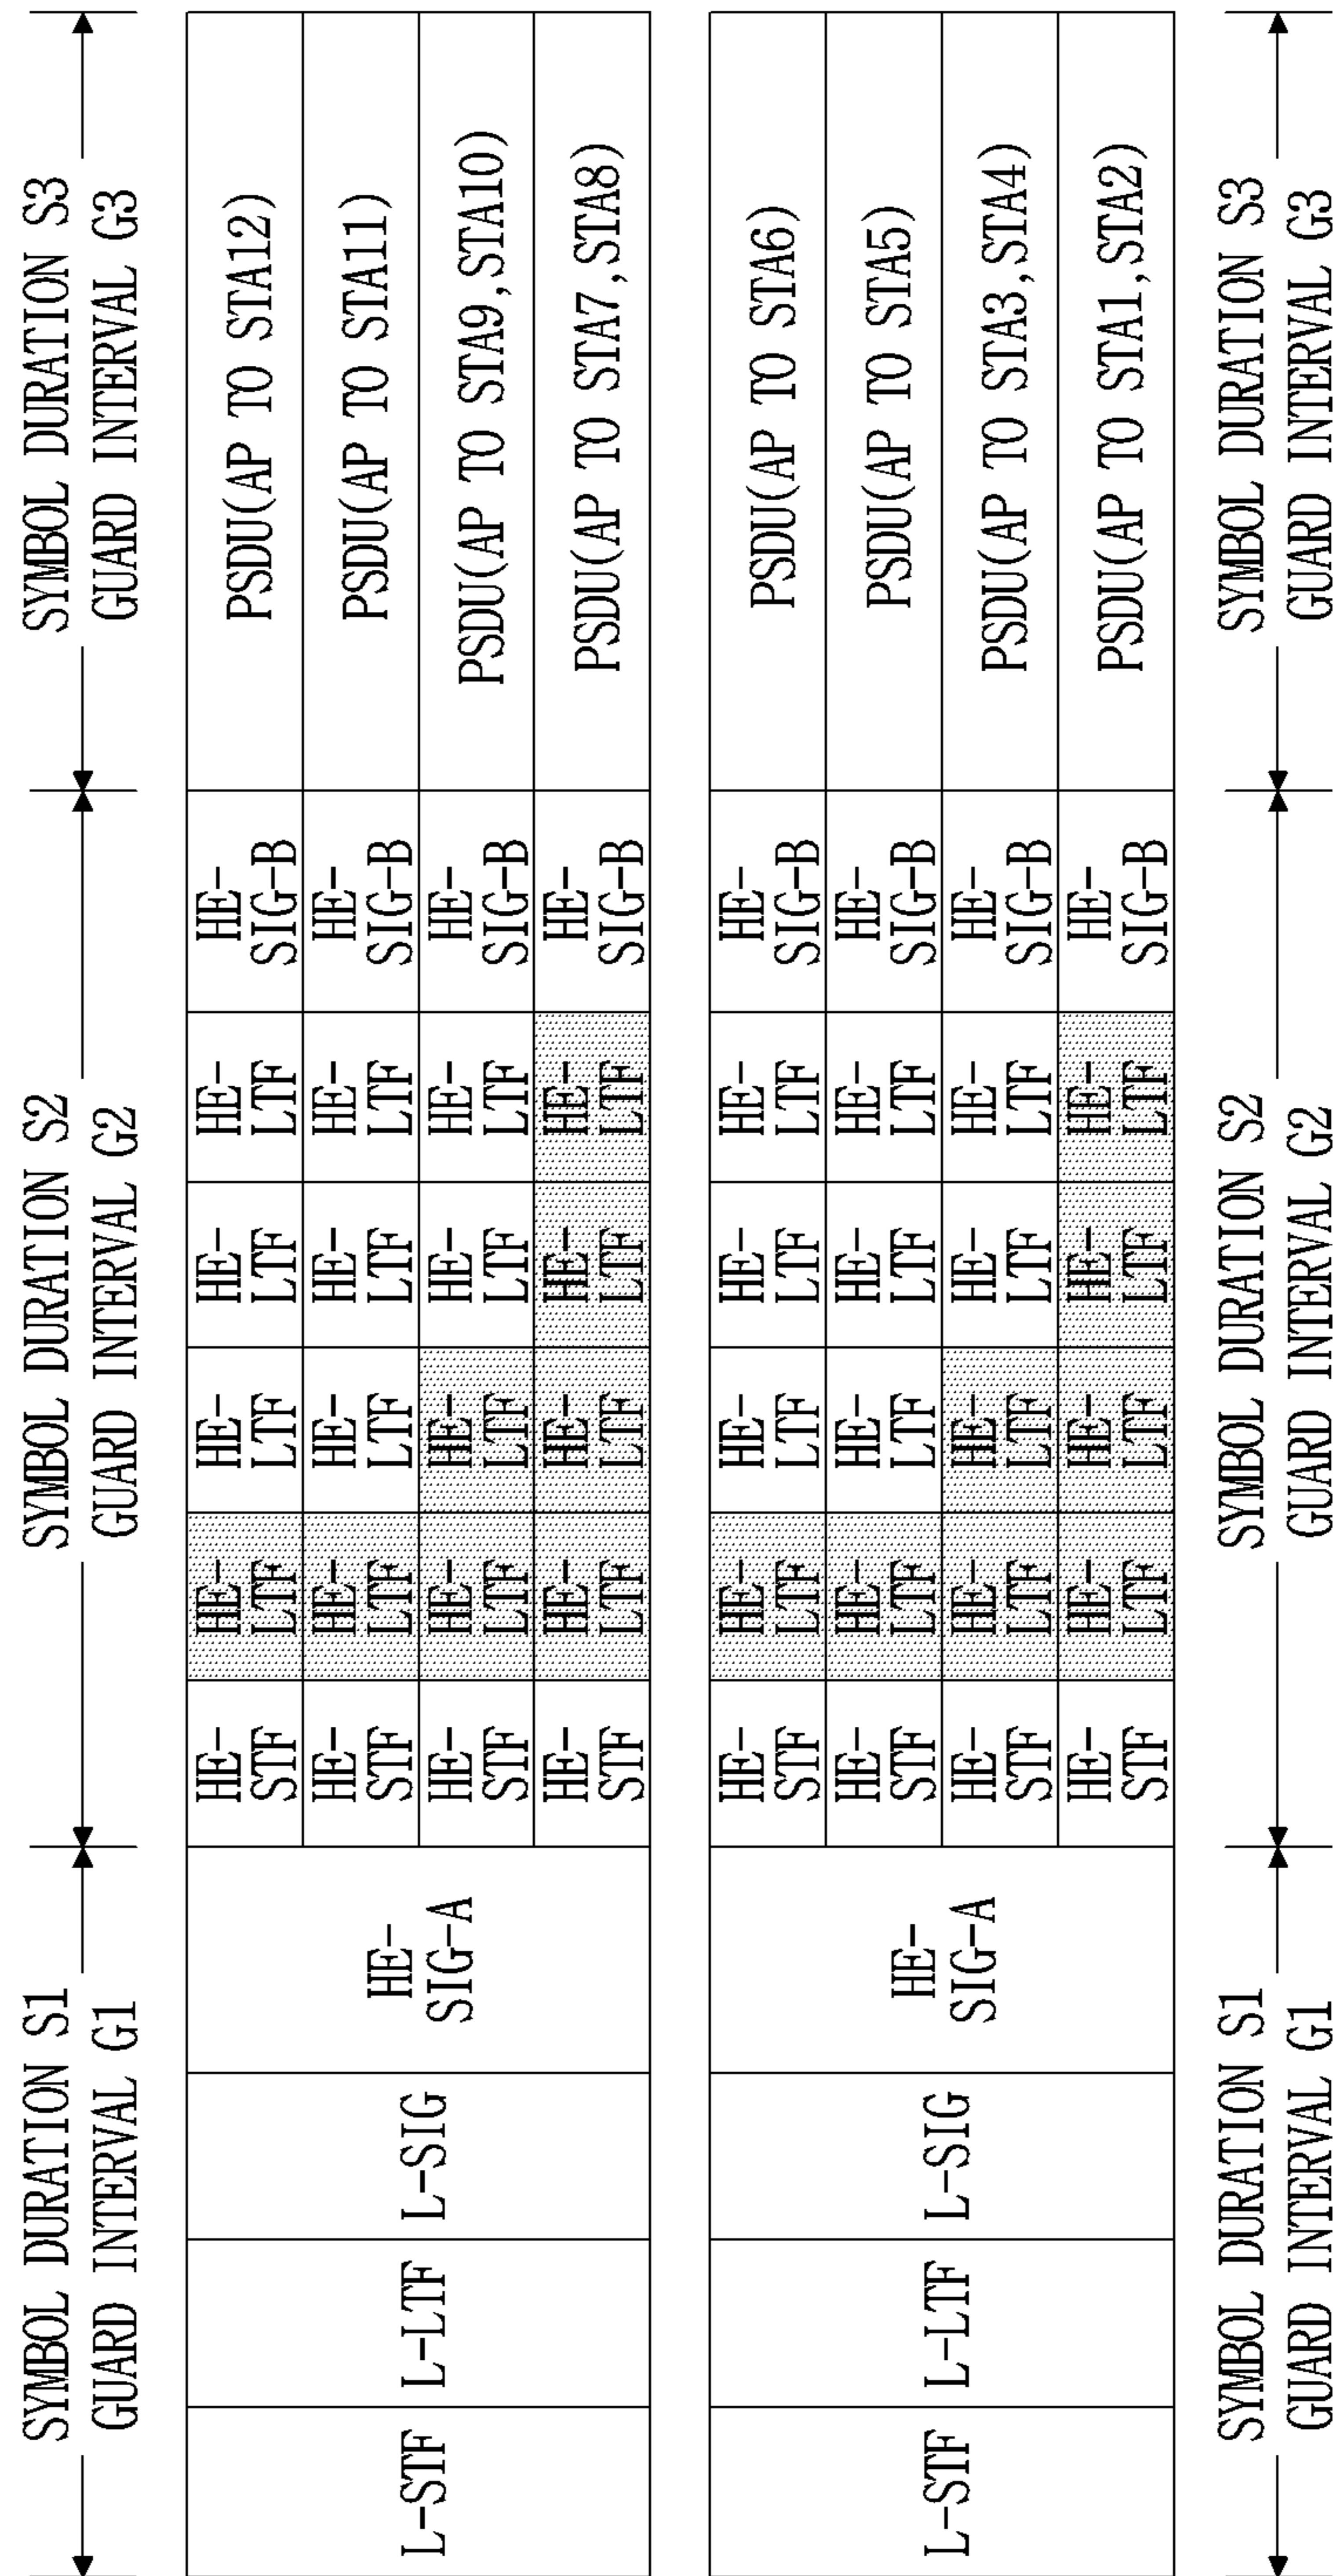 SYMBOL DURATION S1
GUARD INTERVAL G1
SYMBOL DURATION S2
GUARD INTERVAL G2
SYMBOL DURATION S3
GUARD INTERVAL G3
L-STF
L-LTF
L-SIG
HE-
SIG-A
HE-
STF
HE-
LTF
HE-
LTF
HE-
LTF
HE-
LTF
HE-
SIG-B
PSDU(AP TO STA12)
HE-
STF
HE-
LTF
HE-
LTF
HE-
LTF
HE-
LTF
HE-
SIG-B
PSDU(AP TO STA11)
HE-
STF
HE-
LTF
HE-
LTF
HE-
LTF
HE-
LTF
HE-
SIG-B
PSDU(AP TO STA9,STA10)
HE-
STF
HE-
LTF
HE-
LTF
HE-
LTF
HE-
LTF
HE-
SIG-B
PSDU(AP TO STA7,STA8)
L-STF
L-LTF
L-SIG
HE-
SIG-A
HE-
STF
HE-
LTF
HE-
LTF
HE-
LTF
HE-
LTF
HE-
SIG-B
PSDU(AP TO STA6)
HE-
STF
HE-
LTF
HE-
LTF
HE-
LTF
HE-
LTF
HE-
SIG-B
PSDU(AP TO STA5)
HE-
STF
HE-
LTF
HE-
LTF
HE-
LTF
HE-
LTF
HE-
SIG-B
PSDU(AP TO STA3,STA4)
HE-
STF
HE-
LTF
HE-
LTF
HE-
LTF
HE-
LTF
HE-
SIG-B
PSDU(AP TO STA1,STA2)
SYMBOL DURATION S1
GUARD INTERVAL G1
SYMBOL DURATION S2
GUARD INTERVAL G2
SYMBOL DURATION S3
GUARD INTERVAL G3